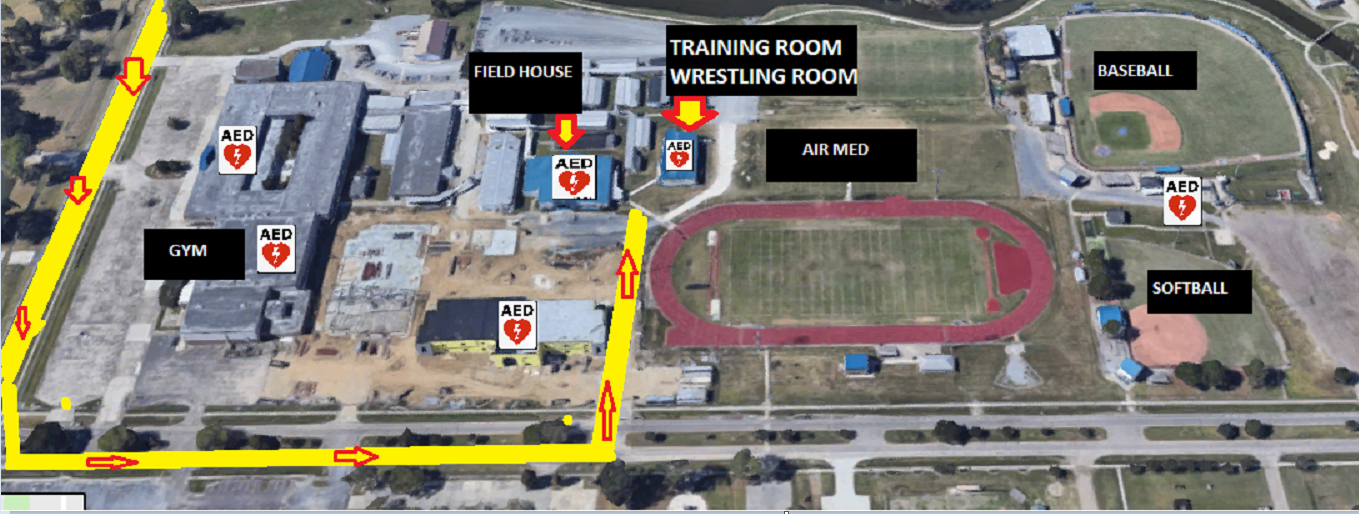 TRAINING ROOM
WRESTLING ROOM
FIELD HOUSE
BASEBALL
AED
AED
AED
AIR MED
AED
AED
GYM
SOFTBALL
AED